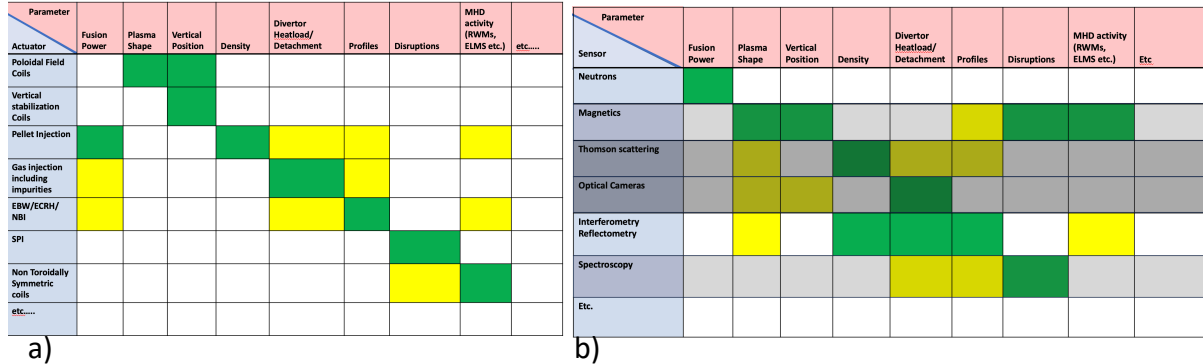 Parameter
Actuator
Fusion
Power
Plasma
Shape
Vertical
Position
Density
Divertor
Heatload/
Detachment
Profiles
Disruptions
MHD
activity
(RWMs,
ELMS etc.)
etc.....
Poloidal Field
Coils
Vertical
stabilization
Coils
Pellet Injection
Gas injection
including
impurities
EBW/ECRH/
NBI
SPI
Non Toroidally
Symmetric
coils
etc.....
a)
Parameter
Sensor
Fusion
Power
Plasma
Shape
Vertical
Position
Density
Divertor
Heatload/
Detachment
Profiles
Disruptions
MHD activity
(RWMs,
ELMS etc.)
Etc
Neutrons
Magnetics
Thomson scattering
Optical Cameras
Interferometry
Reflectometry
Spectroscopy
Etc.
b)